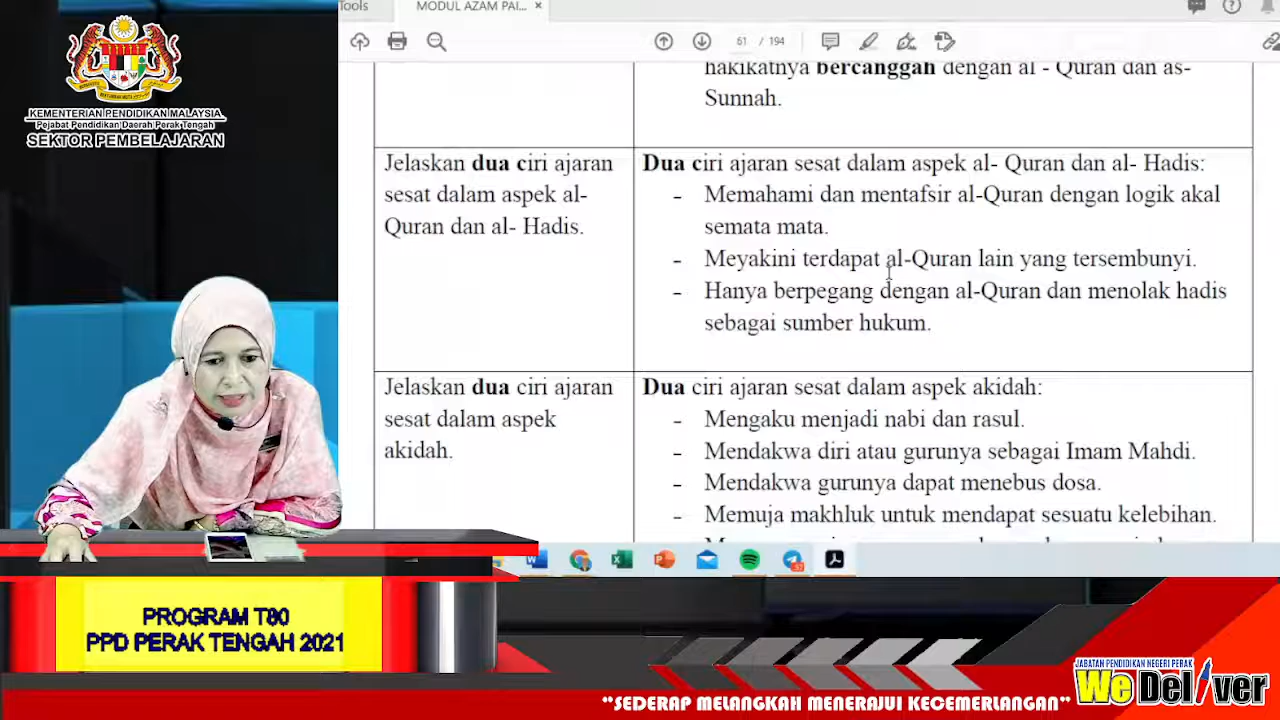 Tools
MODUL AZAM PAI... ×
61 / 194
KEMENTERIAN PENDIDIKAN MALAYSIA
Pejabat Pendidikan Daerah Perak Tengah
SEKTOR PEMBELAJARAN
hakikatnya bercanggah dengan al - Quran dan as-
Sunnah.
Jelaskan dua ciri ajaran
sesat dalam aspek al-
Quran dan al- Hadis.
Dua ciri ajaran sesat dalam aspek al- Quran dan al- Hadis:
- Memahami dan mentafsir al-Quran dengan logik akal
semata mata.
- Meyakini terdapat al-Quran lain yang tersembunyi.
- Hanya berpegang dengan al-Quran dan menolak hadis
sebagai sumber hukum.
Jelaskan dua ciri ajaran
sesat dalam aspek
akidah.
Dua ciri ajaran sesat dalam aspek akidah:
- Mengaku menjadi nabi dan rasul.
- Mendakwa diri atau gurunya sebagai Imam Mahdi.
- Mendakwa gurunya dapat menebus dosa.
- Memuja makhluk untuk mendapat sesuatu kelebihan.
PROGRAM T80
PPD PERAK TENGAH 2021
JABATAN PENDIDIKAN NEGERI PERAK
We Deliver
"SEDERAP MELANGKAH MENERAJUI KECEMERLANGAN"